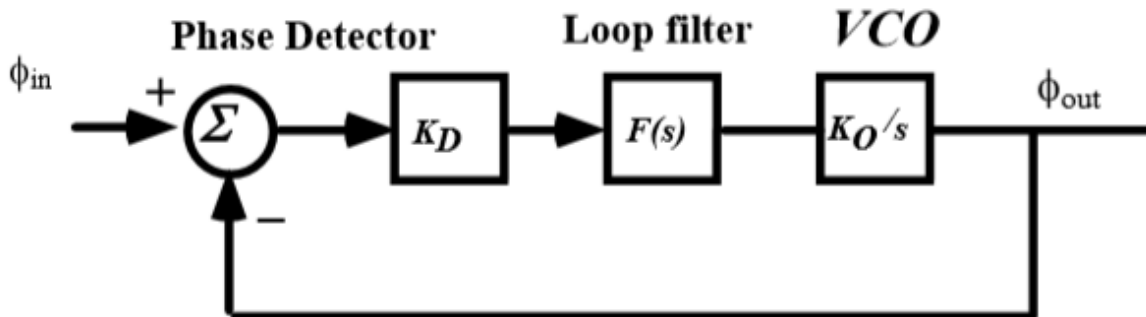 Phase Detector
Loop filter
VCO
ϕin
+
Σ
KD
F(s)
KO/s
ϕout
−